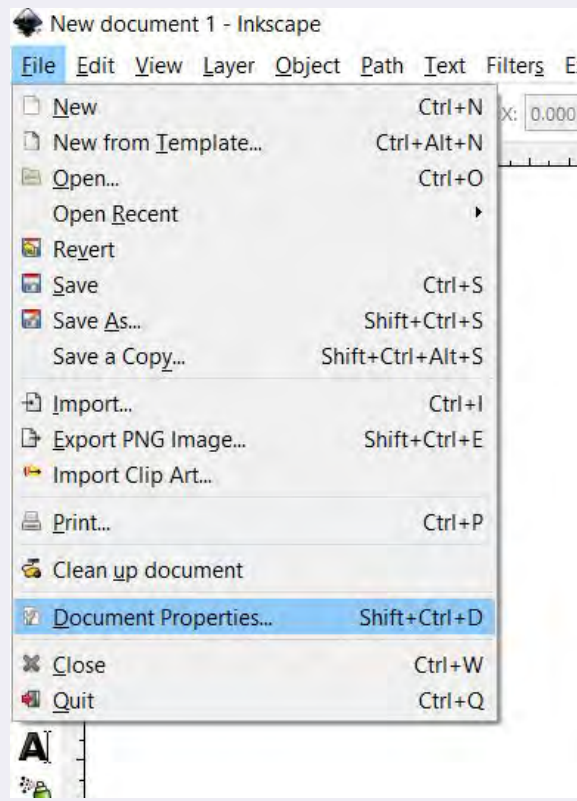 New document 1 - Inkscape
File Edit View Layer Object Path Text Filters E
New Ctrl+N
X: 0.000
New from Template... Ctrl+Alt+N
Open... Ctrl+O
Open Recent
Revert
Save Ctrl+S
Save As... Shift+Ctrl+S
Save a Copy... Shift+Ctrl+Alt+S
Import... Ctrl+I
Export PNG Image... Shift+Ctrl+E
Import Clip Art...
Print... Ctrl+P
Clean up document
Document Properties... Shift+Ctrl+D
Close Ctrl+W
Quit Ctrl+Q
A